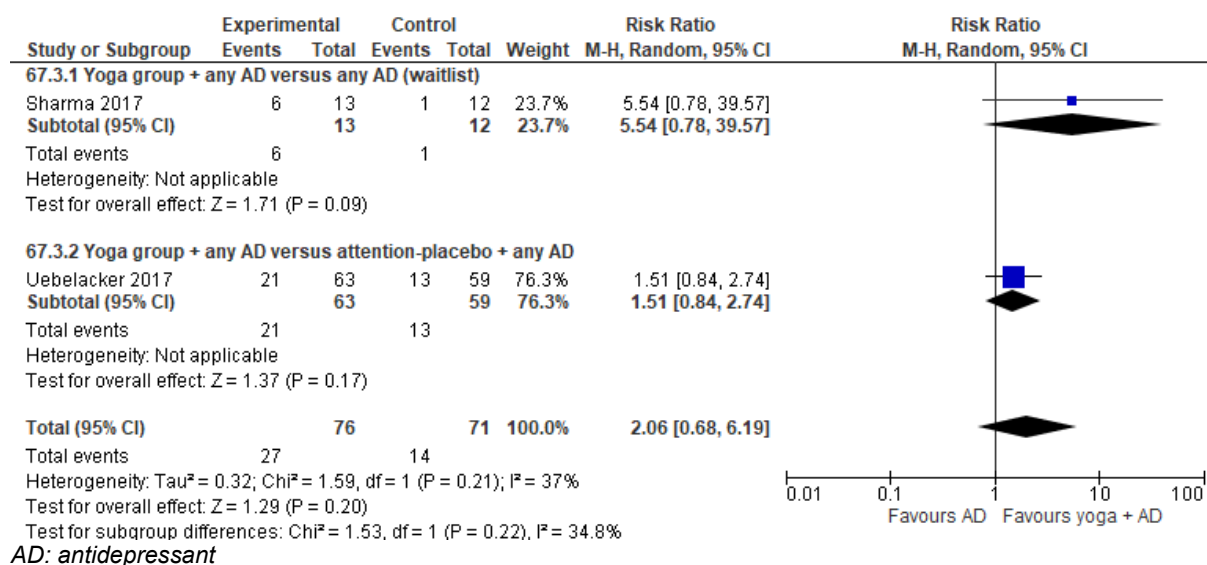 Experimental Control Risk Ratio Risk Ratio
Study or Subgroup Events Total Events Total Weight M-H, Random, 95% CI M-H, Random, 95% CI
67.3.1 Yoga group + any AD versus any AD (waitlist)
Sharma 2017 6 13 1 12 23.7% 5.54 [0.78, 39.57]
Subtotal (95% CI) 13 12 23.7% 5.54 [0.78, 39.57]
Total events 6 1
Heterogeneity: Not applicable
Test for overall effect: Z = 1.71 (P = 0.09)
67.3.2 Yoga group + any AD versus attention-placebo + any AD
Uebelacker 2017 21 63 13 59 76.3% 1.51 [0.84, 2.74]
Subtotal (95% CI) 63 59 76.3% 1.51 [0.84, 2.74]
Total events 21 13
Heterogeneity: Not applicable
Test for overall effect: Z = 1.37 (P = 0.17)
Total (95% CI) 76 71 100.0% 2.06 [0.68, 6.19]
Total events 27 14
Heterogeneity: Tau² = 0.32; Chi² = 1.59, df = 1 (P = 0.21); I² = 37%
Test for overall effect: Z = 1.29 (P = 0.20)
Test for subgroup differences: Chi² = 1.53, df = 1 (P = 0.22), I² = 34.8%
0.01 0.1 1 10 100
Favours AD Favours yoga + AD
AD: antidepressant